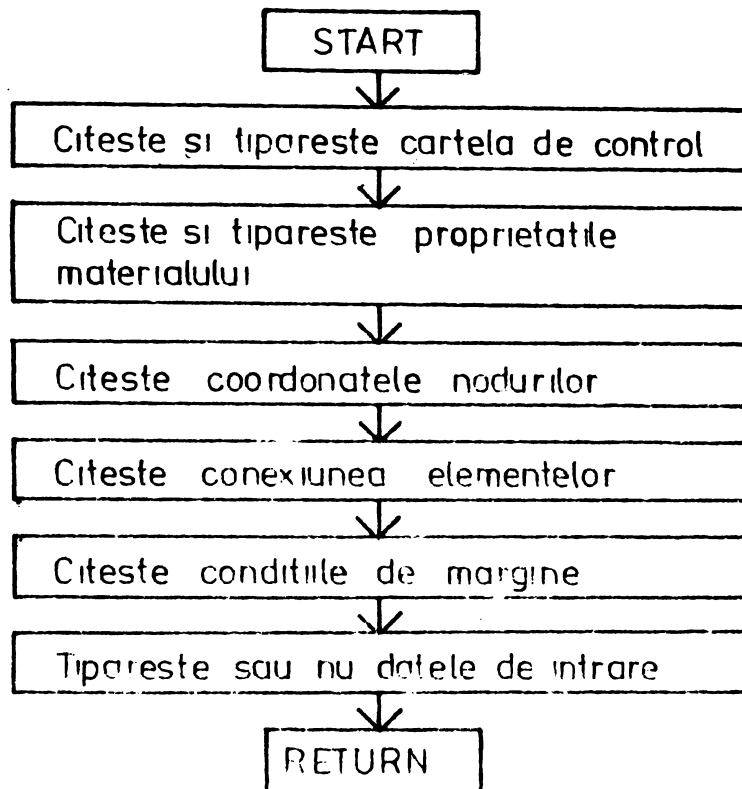 START
Citeste și tipareste cartela de control
Citeste si tipareste proprietatile
materialului
Citeste coordonatele nodurilor
Citeste conexiunea elementelor
Citeste conditiile de margine
Tipareste sau nu datele de intrare
RETURN